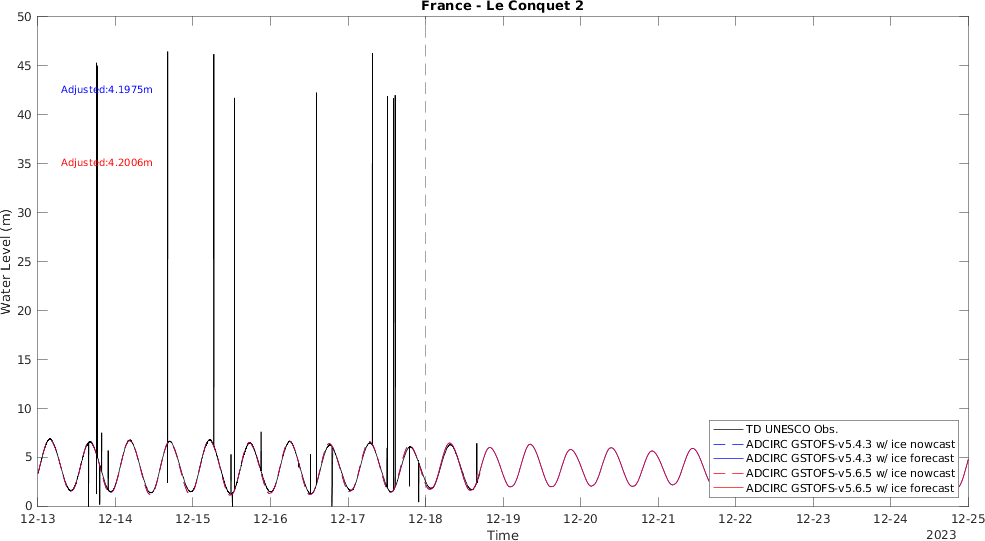 France - Le Conquet 2
50
45
40
35
30
25
20
15
10
5
0
Water Level (m)
Adjusted:4.1975m
Adjusted:4.2006m
TD UNESCO Obs.
ADCIRC GSTOFS-v5.4.3 w/ ice nowcast
ADCIRC GSTOFS-v5.4.3 w/ ice forecast
ADCIRC GSTOFS-v5.6.5 w/ ice nowcast
ADCIRC GSTOFS-v5.6.5 w/ ice forecast
12-13 12-14 12-15 12-16 12-17 12-18 12-19 12-20 12-21 12-22 12-23 12-24 12-25
Time
2023